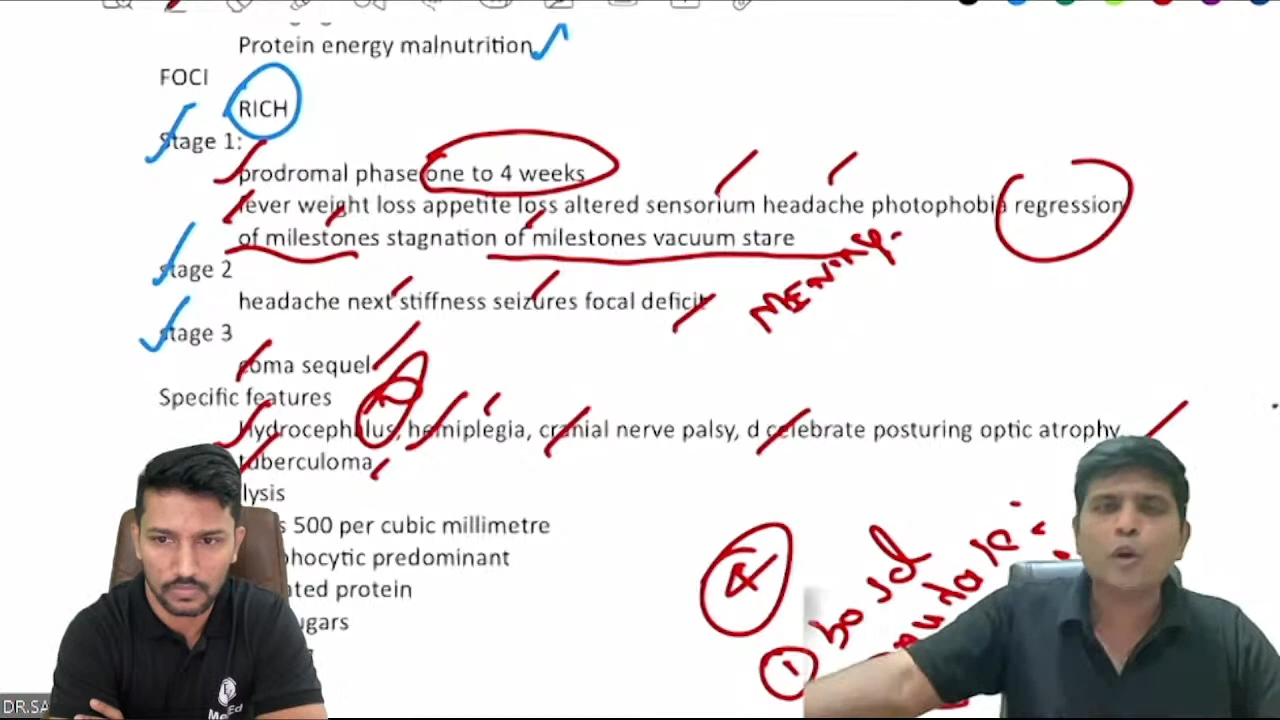 Protein energy malnutrition
FOCI
RICH
Stage 1:
prodromal phase one to 4 weeks
fever weight loss appetite loss altered sensorium headache photophobia regression
of milestones stagnation of milestones vacuum stare
stage 2
headache next stiffness seizures focal deficit
stage 3
coma sequel
Specific features
Hydrocephalus, hemiplegia, cranial nerve palsy, d celebrate posturing optic atrophy
tuberculoma
lysis
500 per cubic millimetre
phocytic predominant
ated protein
ugars
4
1
DR.SA
MedEd